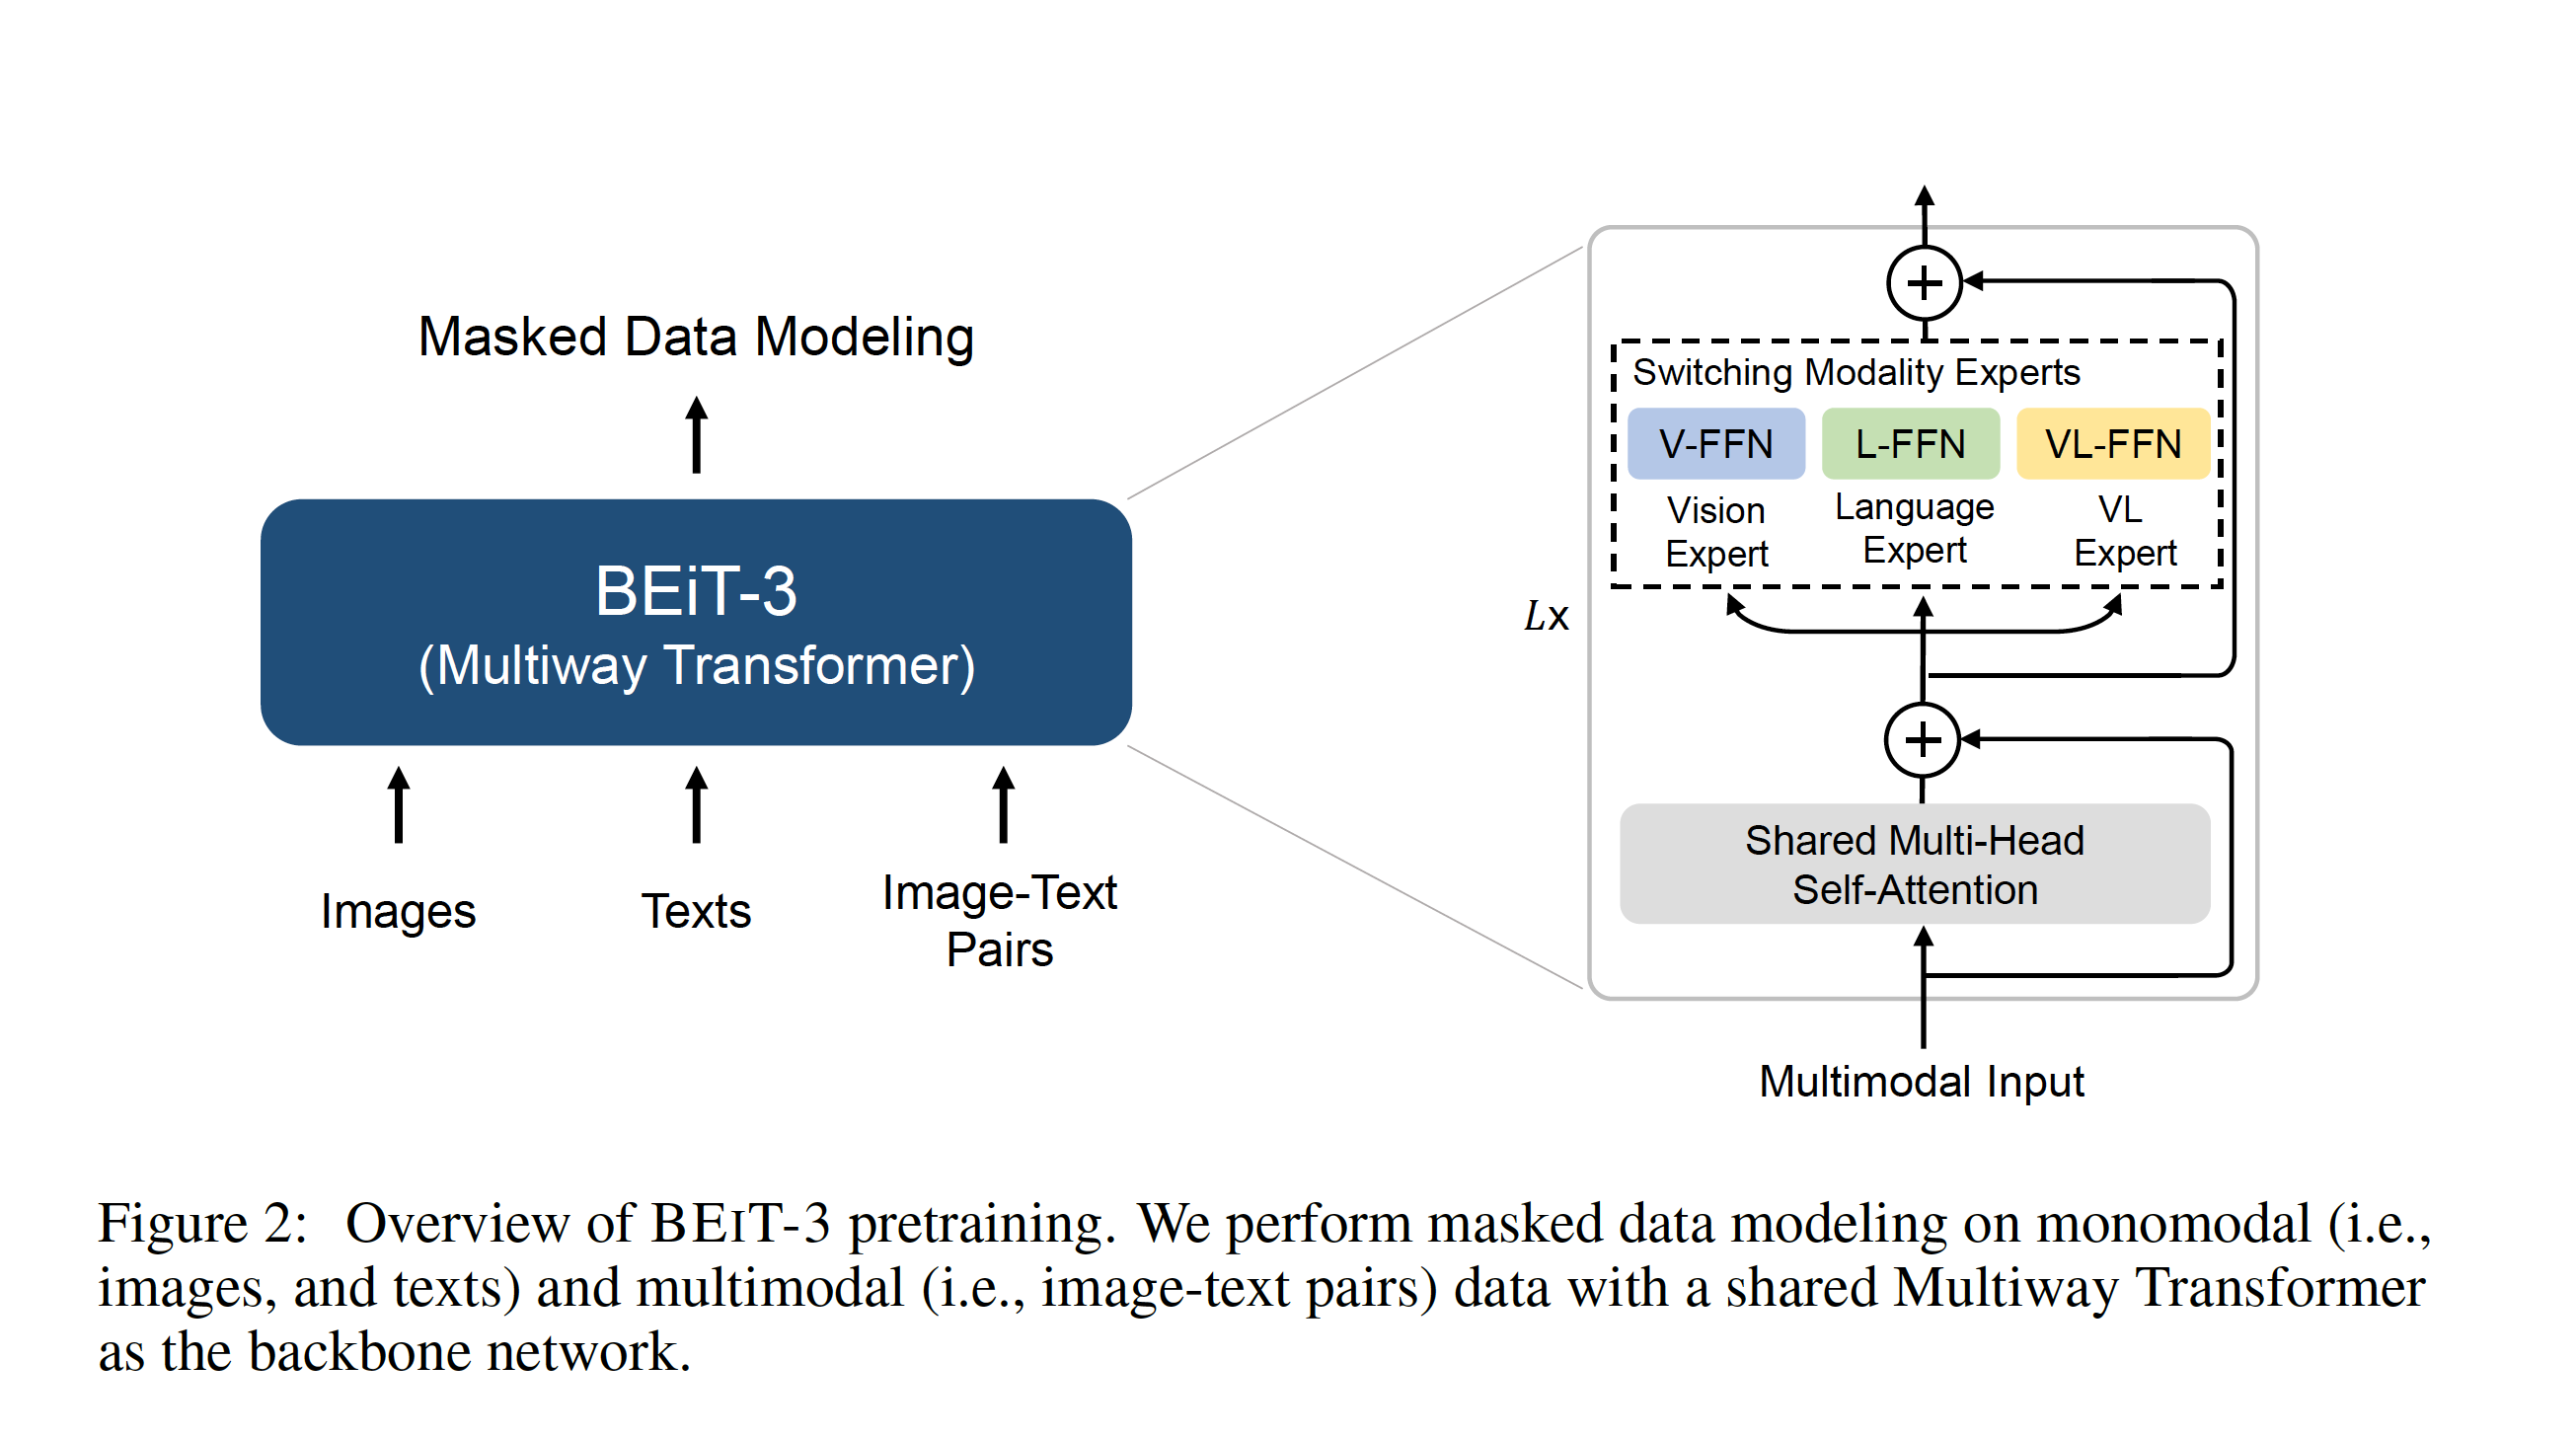 Masked Data Modeling
BEiT-3
(Multiway Transformer)
Images
Texts
Image-Text
Pairs
Lx
+
Switching Modality Experts
V-FFN
L-FFN
VL-FFN
Vision
Expert
Language
Expert
VL
Expert
+
Shared Multi-Head
Self-Attention
Multimodal Input
Figure 2: Overview of BEIT-3 pretraining. We perform masked data modeling on monomodal (i.e.,
images, and texts) and multimodal (i.e., image-text pairs) data with a shared Multiway Transformer
as the backbone network.